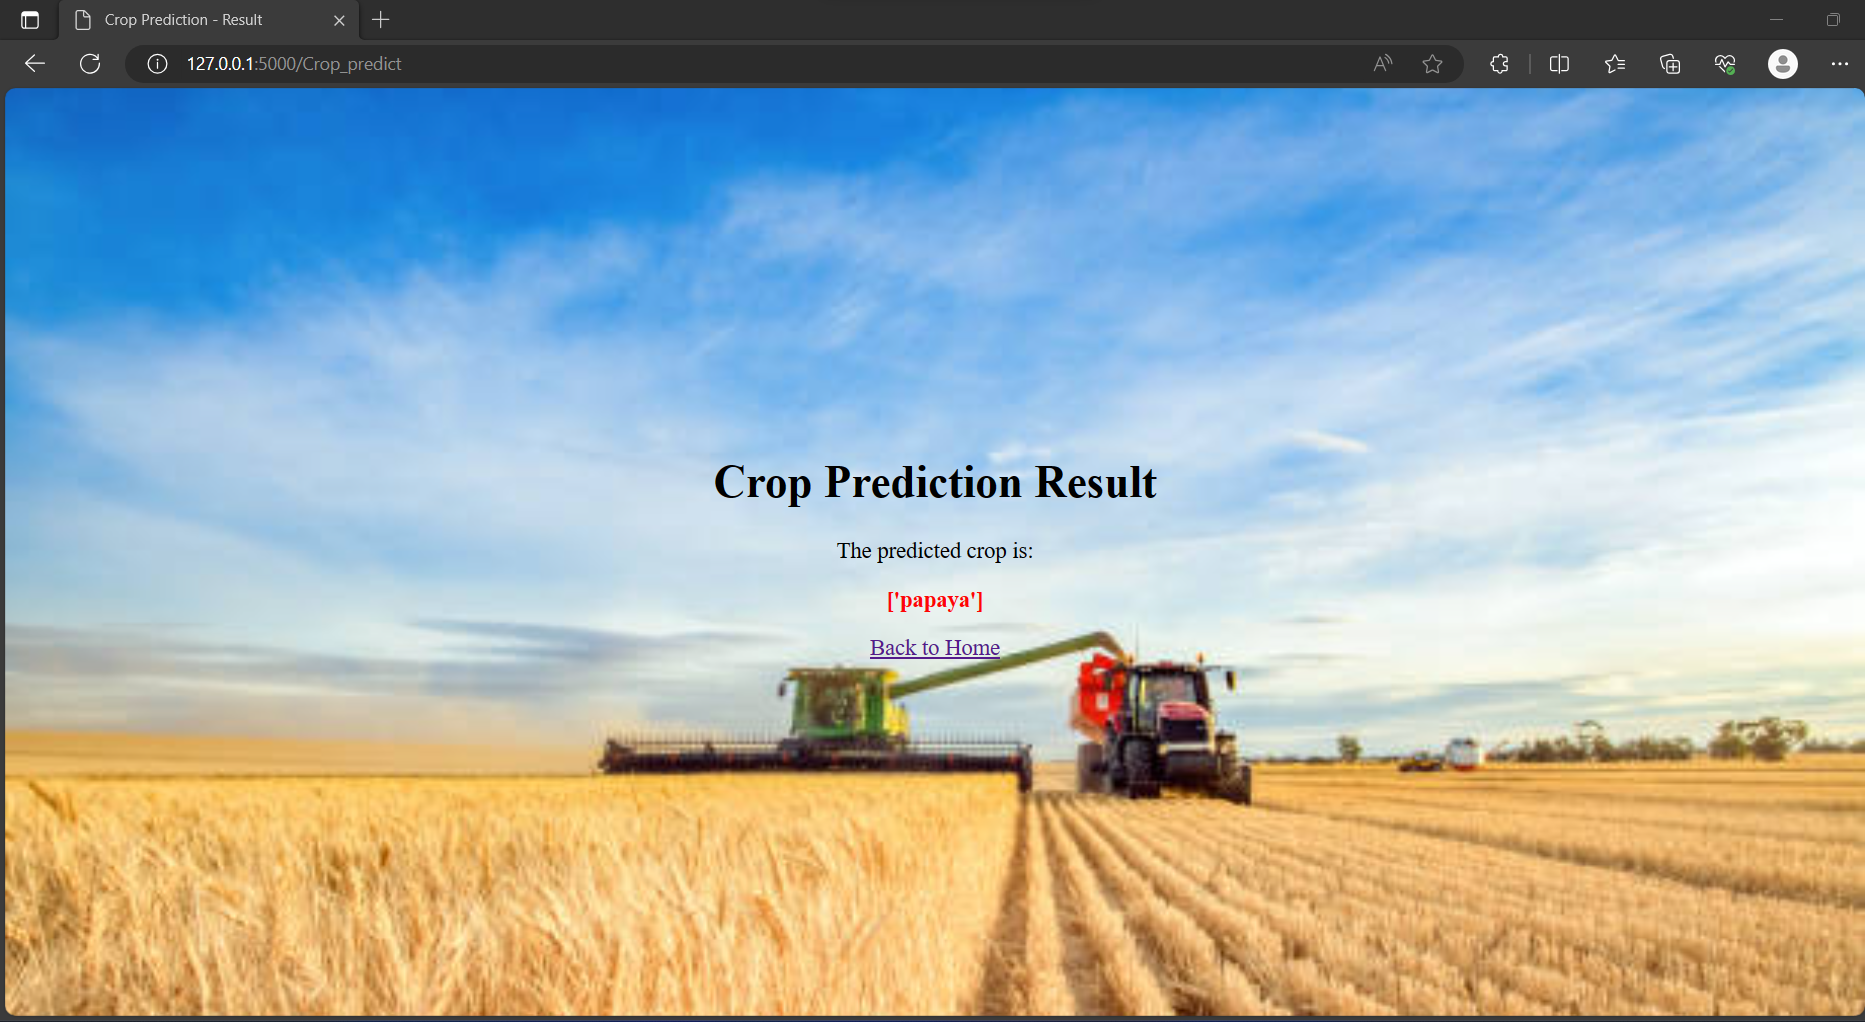 Crop Prediction - Result
127.0.0.1:5000/Crop_predict
Crop Prediction Result
The predicted crop is:
['papaya']
Back to Home